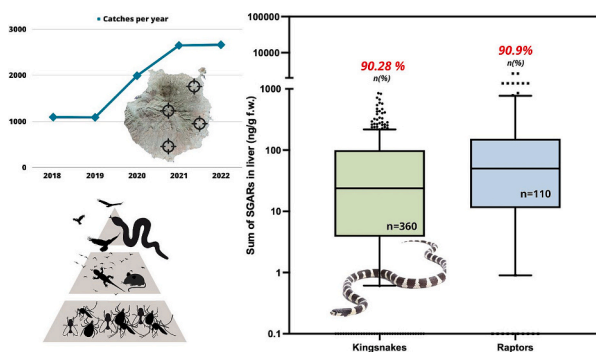 ▪ Catches per year
3000
2000
1000
0
2018 2019 2020 2021 2022
Sum of SGARs in liver (ng/g f.w.)
100000
10000
1000
100
10
1
0.1
90.28 %
n(%)
90.9%
n(%)
n=360
n=110
Kingsnakes
Raptors